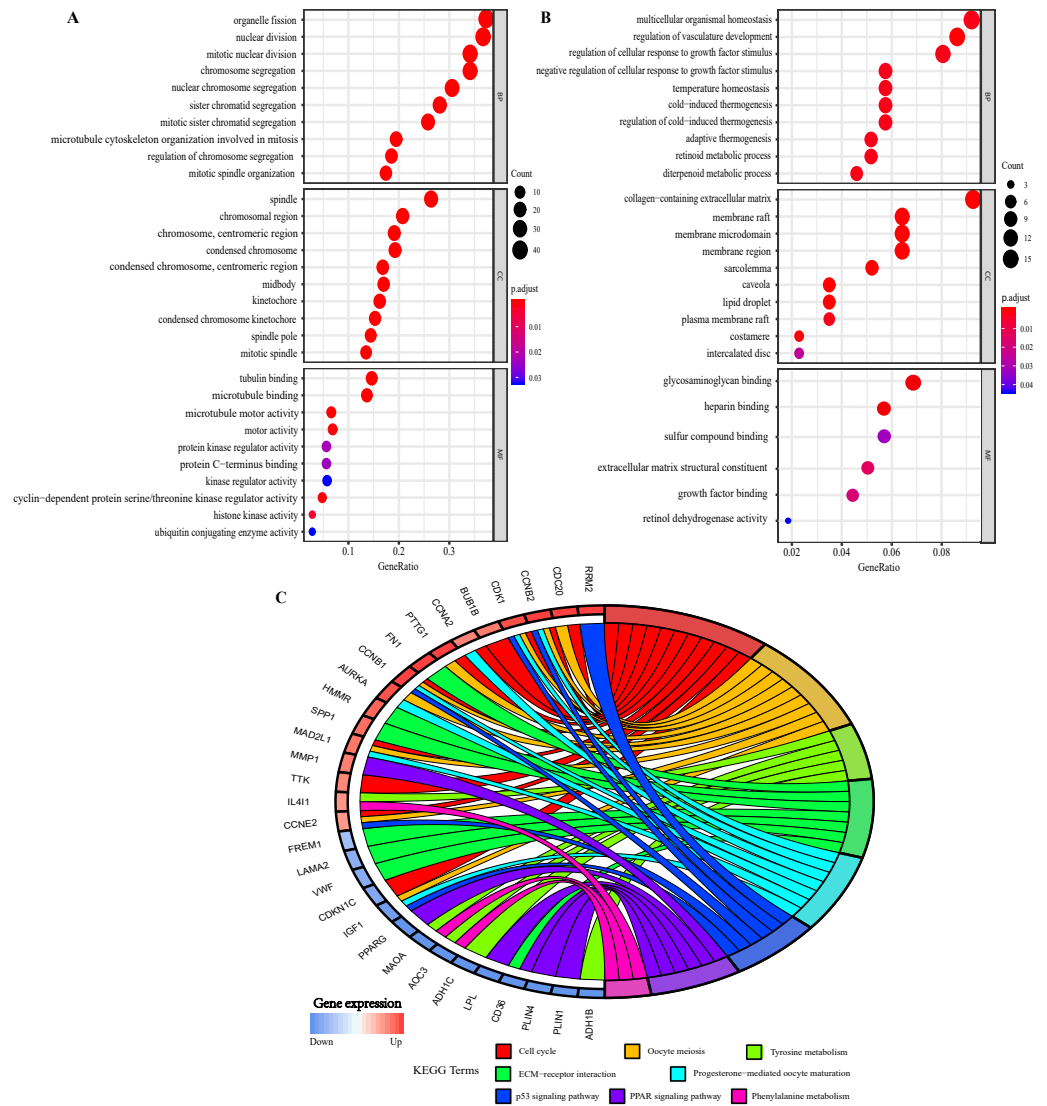 A
organelle fission
nuclear division
mitotic nuclear division
chromosome segregation
nuclear chromosome segregation
sister chromatid segregation
mitotic sister chromatid segregation
microtubule cytoskeleton organization involved in mitosis
regulation of chromosome segregation
mitotic spindle organization
BP
spindle
chromosomal region
chromosome, centromeric region
condensed chromosome
condensed chromosome, centromeric region
midbody
kinetochore
condensed chromosome kinetochore
spindle pole
mitotic spindle
CC
tubulin binding
microtubule binding
microtubule motor activity
motor activity
protein kinase regulator activity
protein C−terminus binding
kinase regulator activity
cyclin−dependent protein serine/threonine kinase regulator activity
histone kinase activity
ubiquitin conjugating enzyme activity
MF
0.1 0.2 0.3
GeneRatio
Count
10
20
30
40
p.adjust
0.01
0.02
0.03
B
multicellular organismal homeostasis
regulation of vasculature development
regulation of cellular response to growth factor stimulus
negative regulation of cellular response to growth factor stimulus
temperature homeostasis
cold−induced thermogenesis
regulation of cold−induced thermogenesis
adaptive thermogenesis
retinoid metabolic process
diterpenoid metabolic process
BP
collagen−containing extracellular matrix
membrane raft
membrane microdomain
membrane region
sarcolemma
caveola
lipid droplet
plasma membrane raft
costamere
intercalated disc
CC
glycosaminoglycan binding
heparin binding
sulfur compound binding
extracellular matrix structural constituent
growth factor binding
retinol dehydrogenase activity
MF
0.02 0.04 0.06 0.08
GeneRatio
Count
3
6
9
12
15
p.adjust
0.01
0.02
0.03
0.04
C
RRM2
CDC20
CCNB2
CDK1
BUB1B
CCNA2
PTTG1
FN1
CCNB1
AURKA
HMMR
SPP1
MAD2L1
MMP1
TTK
IL4I1
CCNE2
FREM1
LAMA2
VWF
CDKN1C
IGF1
PPARG
MAOA
AOC3
ADH1C
LPL
CD36
PLIN4
PLIN1
ADH1B
Gene expression
Down Up
KEGG Terms
Cell cycle Oocyte meiosis Tyrosine metabolism
ECM−receptor interaction Progesterone−mediated oocyte maturation
p53 signaling pathway PPAR signaling pathway Phenylalanine metabolism